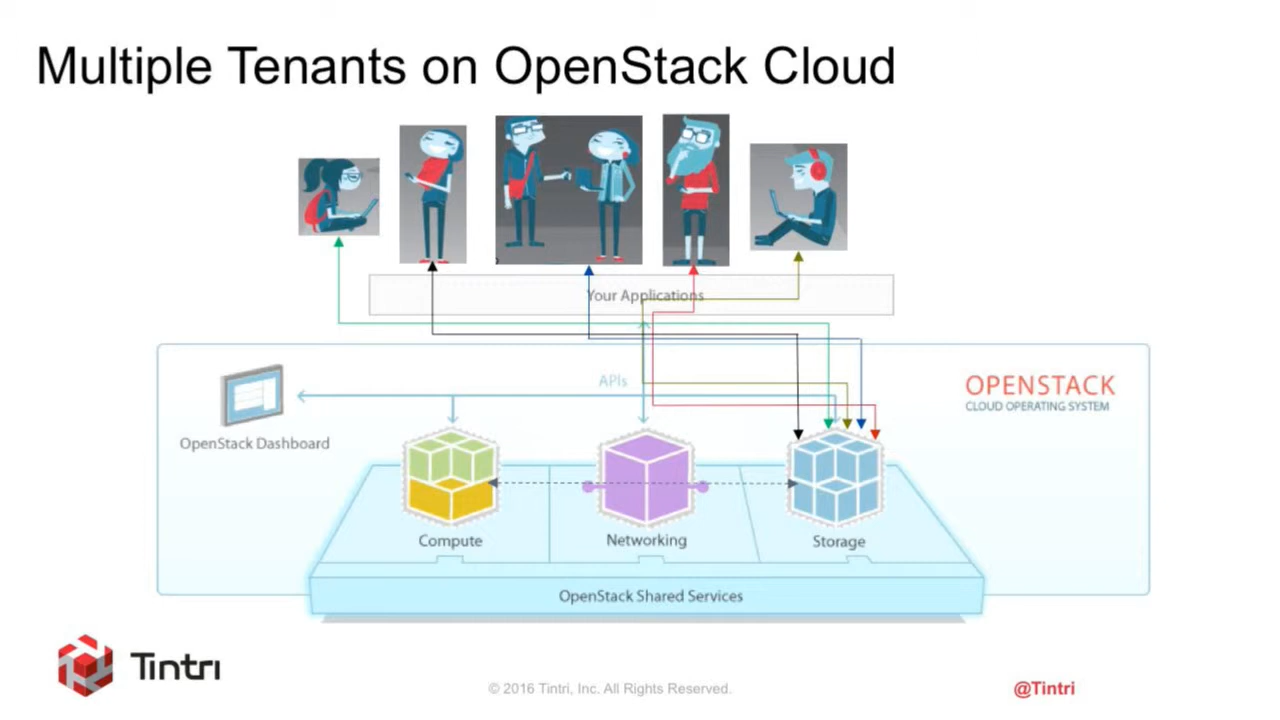 Multiple Tenants on OpenStack Cloud
Your Applications
APIs
OPENSTACK
CLOUD OPERATING SYSTEM
OpenStack Dashboard
Compute
Networking
Storage
OpenStack Shared Services
Tintri
© 2016 Tintri, Inc. All Rights Reserved.
@Tintri